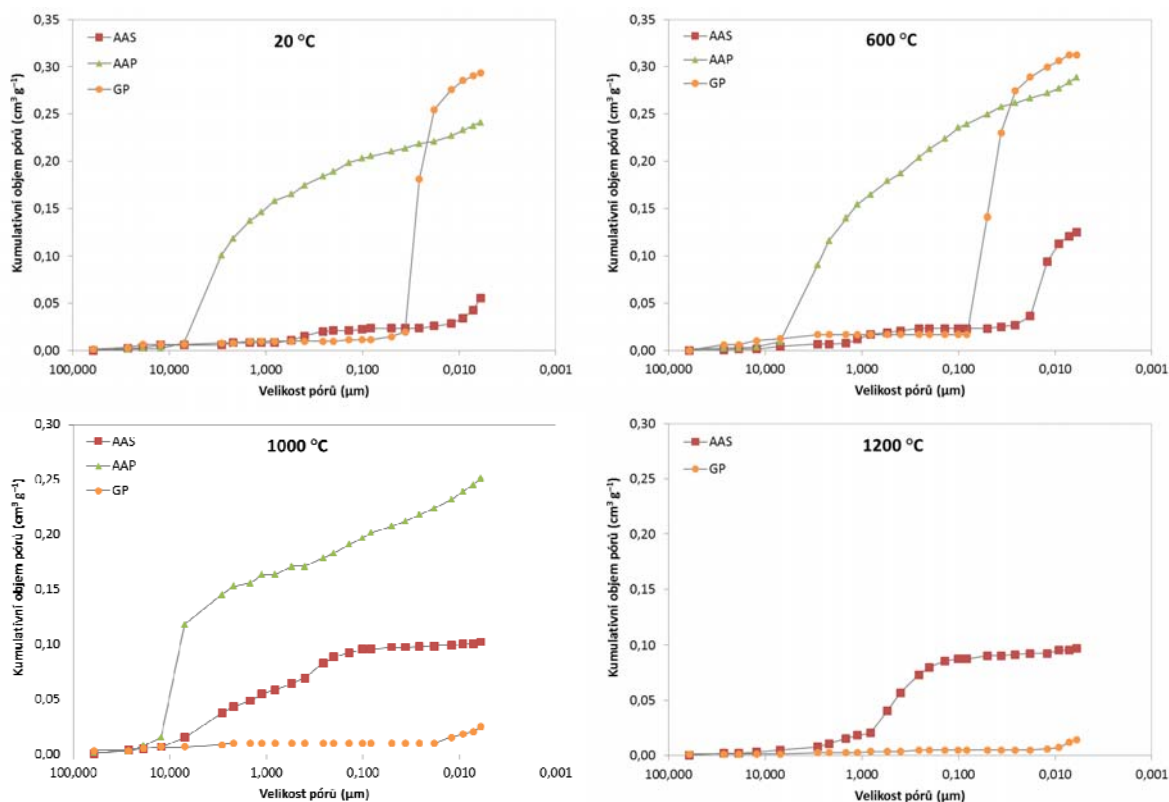 20 °C
AAS
AAP
GP
Kumulativní objem pórů (cm³ g⁻¹)
0,35
0,30
0,25
0,20
0,15
0,10
0,05
0,00
100,000 10,000 1,000 0,100 0,010 0,001
Velikost pórů (µm)
600 °C
AAS
AAP
GP
Kumulativní objem pórů (cm³ g⁻¹)
0,35
0,30
0,25
0,20
0,15
0,10
0,05
0,00
100,000 10,000 1,000 0,100 0,010 0,001
Velikost pórů (µm)
1000 °C
AAS
AAP
GP
Kumulativní objem pórů (cm³ g⁻¹)
0,30
0,25
0,20
0,15
0,10
0,05
0,00
100,000 10,000 1,000 0,100 0,010 0,001
Velikost pórů (µm)
1200 °C
AAS
GP
Kumulativní objem pórů (cm³ g⁻¹)
0,30
0,25
0,20
0,15
0,10
0,05
0,00
100,000 10,000 1,000 0,100 0,010 0,001
Velikost pórů (µm)